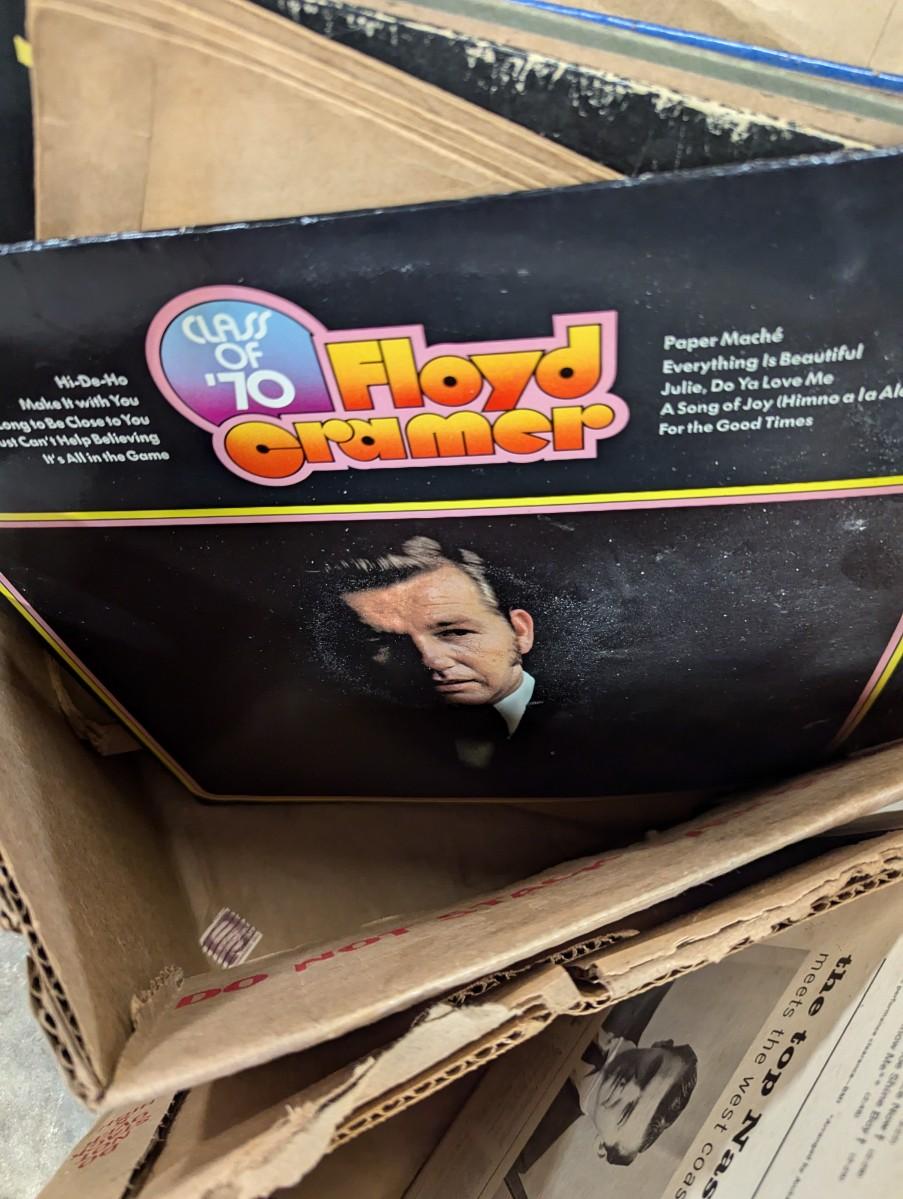 CLASS
OF
'70
Floyd
Cramer
Hi-De-Ho
Make It with You
Long to Be Close to You
ust Can't Help Believing
It's All in the Game
Paper Maché
Everything Is Beautiful
Julie, Do Ya Love Me
A Song of Joy (Himno a la Ale
For the Good Times
DO NOT STACK
the top Nas
meets the west coas